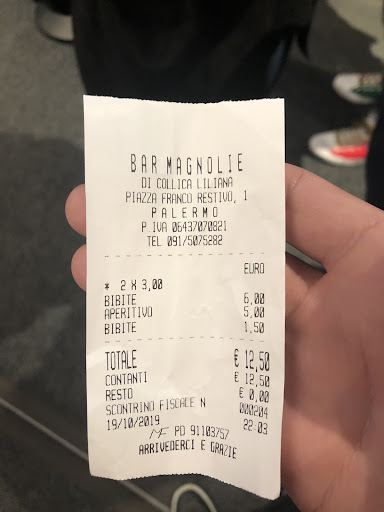 BAR MAGNOLIE
DI COLLICA LILIANA
PIAZZA FRANCO RESTIVO, 1
PALERMO
P.IVA 06437070821
TEL. 091/5075282
EURO
* 2 X 3,00
BIBITE 6,00
APERITIVO 5,00
BIBITE 1,50
TOTALE € 12,50
CONTANTI € 12,50
RESTO € 0,00
SCONTRINO FISCALE N 000204
19/10/2019 22-03
MF PD 91103757
ARRIVEDERCI E GRAZIE